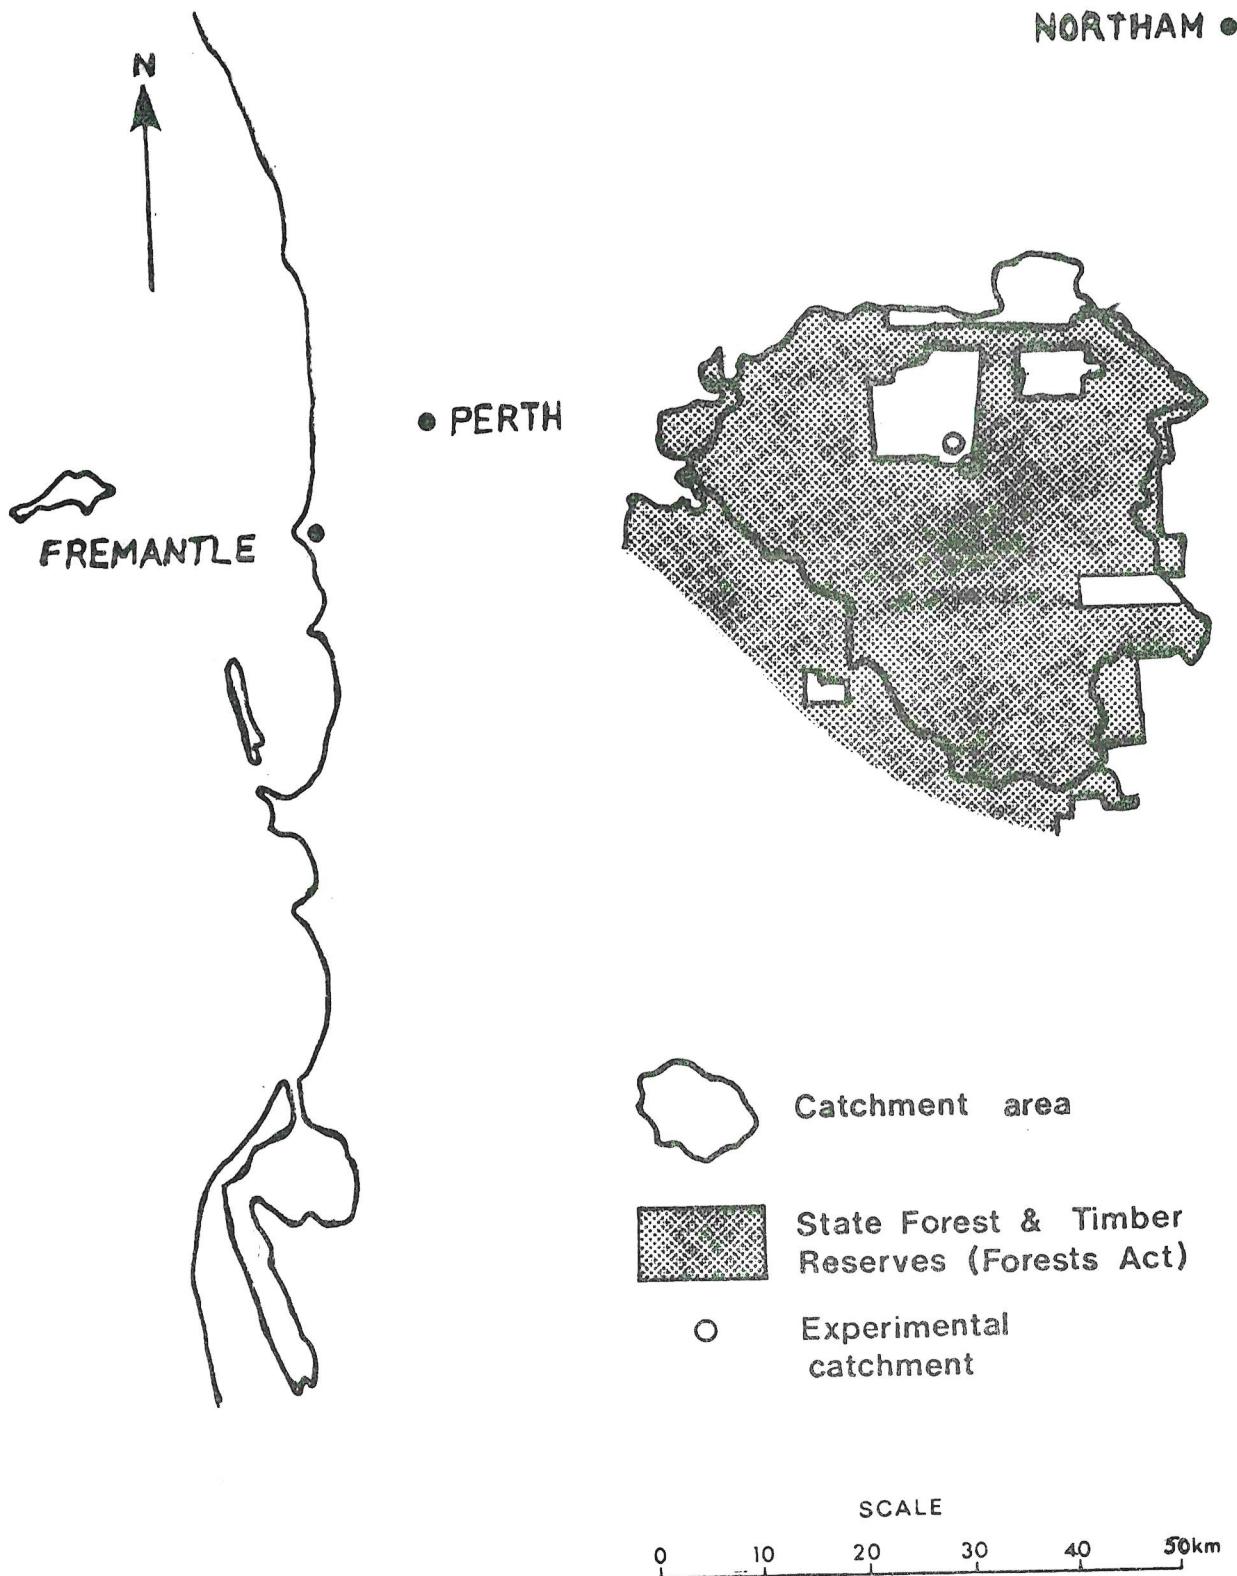 NORTHAM
N
PERTH
FREMANTLE
Catchment area
State Forest & Timber
Reserves (Forests Act)
Experimental
catchment
SCALE
0 10 20 30 40 50km